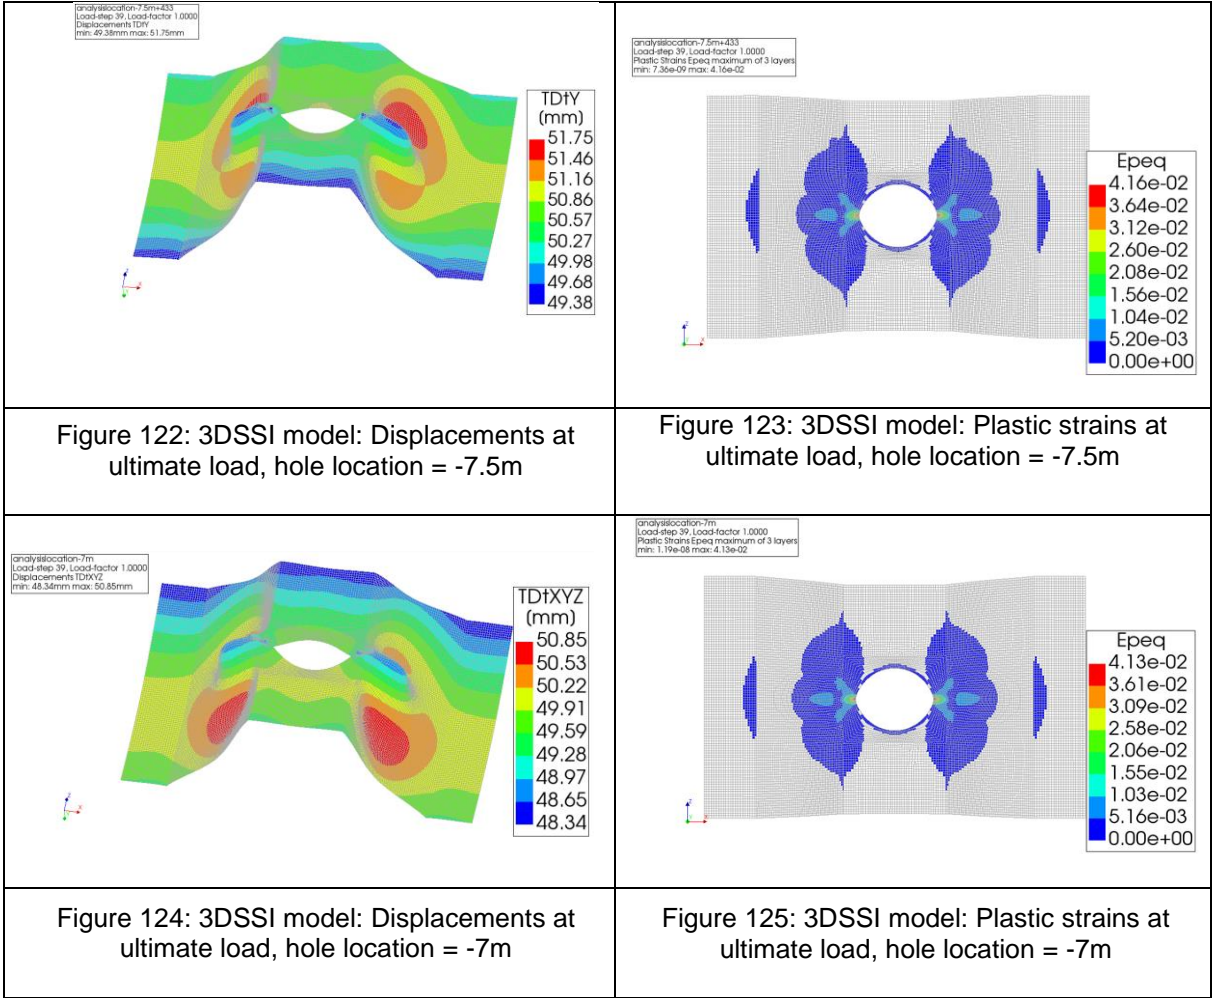 analysislocation-7.5m+433
Load-step 39, Load-factor 1.0000
Displacements TDtY
min: 49.38mm max: 51.75mm
TDtY
(mm)
51.75
51.46
51.16
50.86
50.57
50.27
49.98
49.68
49.38
analysislocation-7.5m+433
Load-step 39, Load-factor 1.0000
Plastic Strains Epeq maximum of 3 layers
min: 7.36e-09 max: 4.16e-02
Epeq
4.16e-02
3.64e-02
3.12e-02
2.60e-02
2.08e-02
1.56e-02
1.04e-02
5.20e-03
0.00e+00
Figure 122: 3DSSI model: Displacements at
ultimate load, hole location = -7.5m
Figure 123: 3DSSI model: Plastic strains at
ultimate load, hole location = -7.5m
analysislocation-7m
Load-step 39, Load-factor 1.0000
Displacements TDtXYZ
min: 48.34mm max: 50.85mm
TDtXYZ
(mm)
50.85
50.53
50.22
49.91
49.59
49.28
48.97
48.65
48.34
analysislocation-7m
Load-step 39, Load-factor 1.0000
Plastic Strains Epeq maximum of 3 layers
min: 1.19e-08 max: 4.13e-02
Epeq
4.13e-02
3.61e-02
3.09e-02
2.58e-02
2.06e-02
1.55e-02
1.03e-02
5.16e-03
0.00e+00
Figure 124: 3DSSI model: Displacements at
ultimate load, hole location = -7m
Figure 125: 3DSSI model: Plastic strains at
ultimate load, hole location = -7m